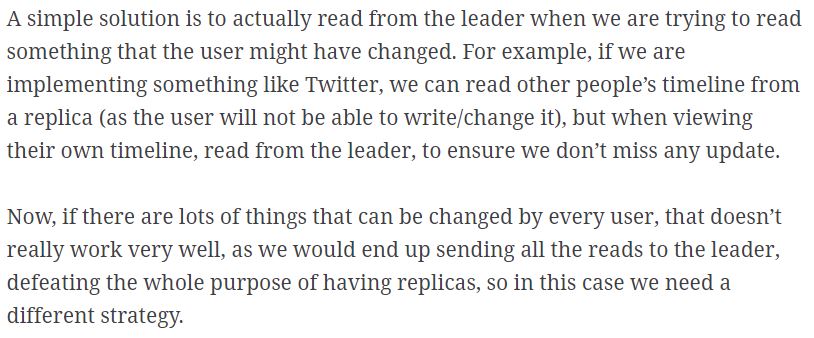 A simple solution is to actually read from the leader when we are trying to read
something that the user might have changed. For example, if we are
implementing something like Twitter, we can read other people’s timeline from
a replica (as the user will not be able to write/change it), but when viewing
their own timeline, read from the leader, to ensure we don’t miss any update.
Now, if there are lots of things that can be changed by every user, that doesn’t
really work very well, as we would end up sending all the reads to the leader,
defeating the whole purpose of having replicas, so in this case we need a
different strategy.